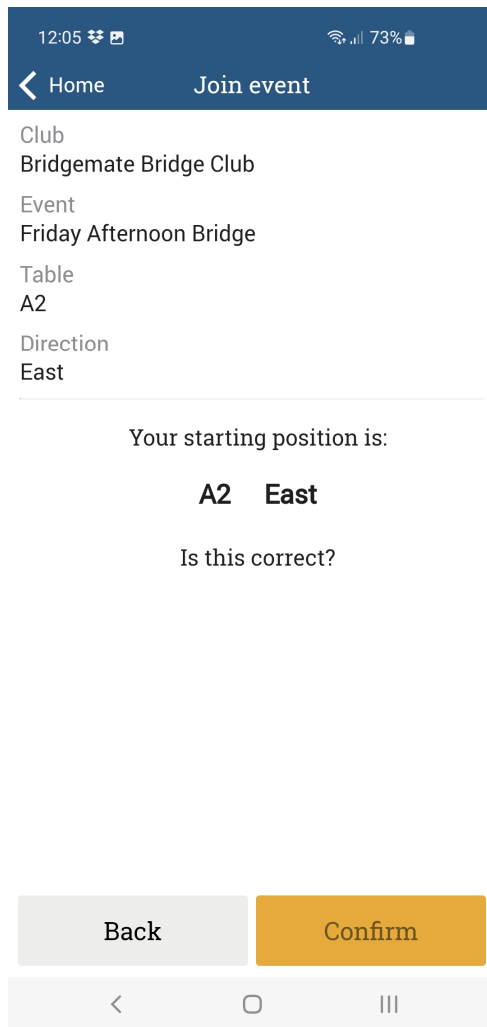 12:05 73%
Home Join event
Club
Bridgemate Bridge Club
Event
Friday Afternoon Bridge
Table
A2
Direction
East
Your starting position is:
A2 East
Is this correct?
Back Confirm